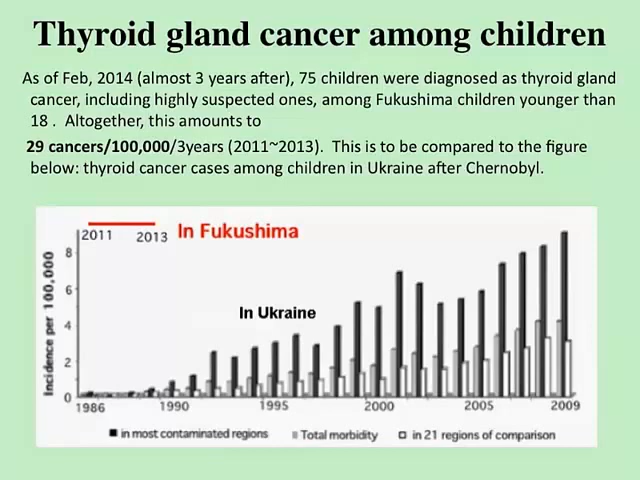 Thyroid gland cancer among children
As of Feb, 2014 (almost 3 years after), 75 children were diagnosed as thyroid gland
cancer, including highly suspected ones, among Fukushima children younger than
18 .  Altogether, this amounts to
29 cancers/100,000/3years (2011~2013).  This is to be compared to the figure
below: thyroid cancer cases among children in Ukraine after Chernobyl.
2011 2013 In Fukushima
Incidence per 100,000
8
6
4
2
0
In Ukraine
1986 1990 1995 2000 2005 2009
in most contaminated regions Total morbidity in 21 regions of comparison